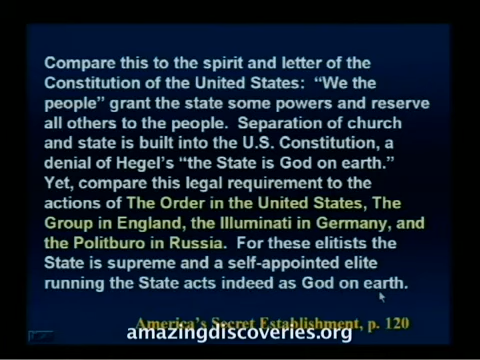 Compare this to the spirit and letter of the
Constitution of the United States:  “We the
people” grant the state some powers and reserve
all others to the people.  Separation of church
and state is built into the U.S. Constitution, a
denial of Hegel’s “the State is God on earth.”
Yet, compare this legal requirement to the
actions of The Order in the United States, The
Group in England, the Illuminati in Germany, and
the Politburo in Russia.  For these elitists the
State is supreme and a self-appointed elite
running the State acts indeed as God on earth.
America's Secret Establishment, p. 120
amazingdiscoveries.org